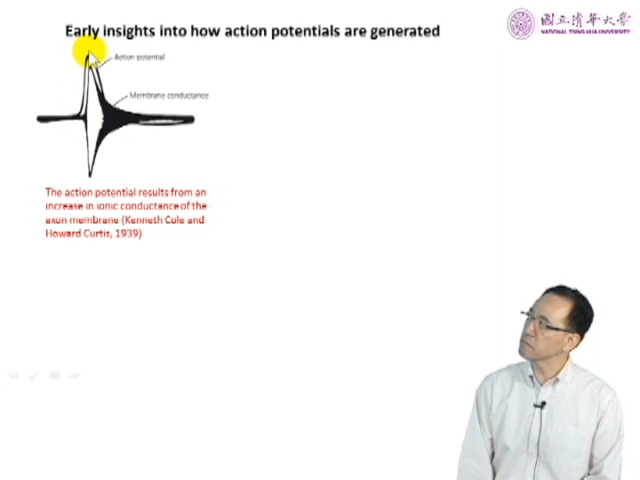 Early insights into how action potentials are generated
國立清華大學
NATIONAL TSING HUA UNIVERSITY
Action potential
Membrane conductance
The action potential results from an
increase in ionic conductance of the
axon membrane (Kenneth Cole and
Howard Curtis, 1939)